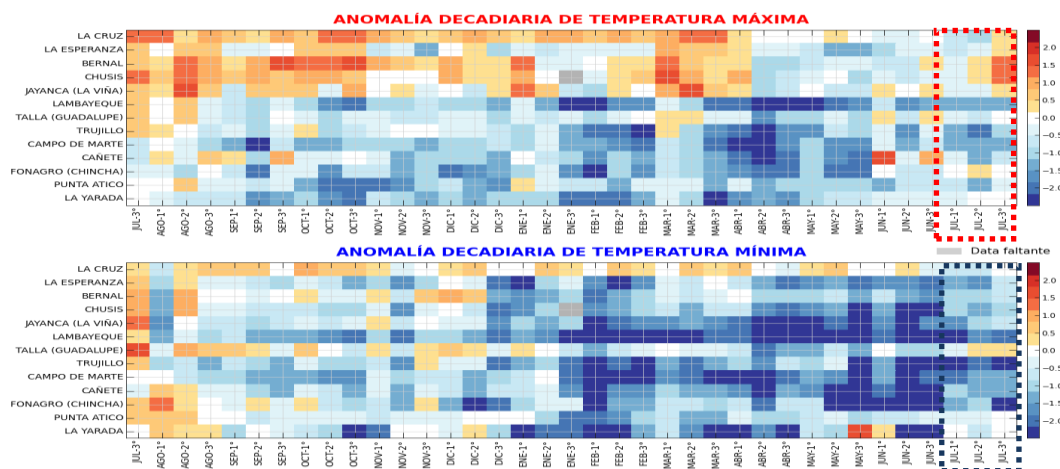 ANOMALÍA DECADIARIA DE TEMPERATURA MÁXIMA
LA CRUZ
LA ESPERANZA
BERNAL
CHUSIS
JAYANCA (LA VIÑA)
LAMBAYEQUE
TALLA (GUADALUPE)
TRUJILLO
CAMPO DE MARTE
CAÑETE
FONAGRO (CHINCHA)
PUNTA ATICO
LA YARADA
2.0
1.5
1.0
0.5
0.0
−0.5
−1.0
−1.5
−2.0
JUL-3° AGO-1° AGO-2° AGO-3° SEP-1° SEP-2° SEP-3° OCT-1° OCT-2° OCT-3° NOV-1° NOV-2° NOV-3° DIC-1° DIC-2° DIC-3° ENE-1° ENE-2° ENE-3° FEB-1° FEB-2° FEB-3° MAR-1° MAR-2° MAR-3° ABR-1° ABR-2° ABR-3° MAY-1° MAY-2° MAY-3° JUN-1° JUN-2° JUN-3° JUL-1° JUL-2° JUL-3°
Data faltante
ANOMALÍA DECADIARIA DE TEMPERATURA MÍNIMA
LA CRUZ
LA ESPERANZA
BERNAL
CHUSIS
JAYANCA (LA VIÑA)
LAMBAYEQUE
TALLA (GUADALUPE)
TRUJILLO
CAMPO DE MARTE
CAÑETE
FONAGRO (CHINCHA)
PUNTA ATICO
LA YARADA
2.0
1.5
1.0
0.5
0.0
−0.5
−1.0
−1.5
−2.0
JUL-3° AGO-1° AGO-2° AGO-3° SEP-1° SEP-2° SEP-3° OCT-1° OCT-2° OCT-3° NOV-1° NOV-2° NOV-3° DIC-1° DIC-2° DIC-3° ENE-1° ENE-2° ENE-3° FEB-1° FEB-2° FEB-3° MAR-1° MAR-2° MAR-3° ABR-1° ABR-2° ABR-3° MAY-1° MAY-2° MAY-3° JUN-1° JUN-2° JUN-3° JUL-1° JUL-2° JUL-3°